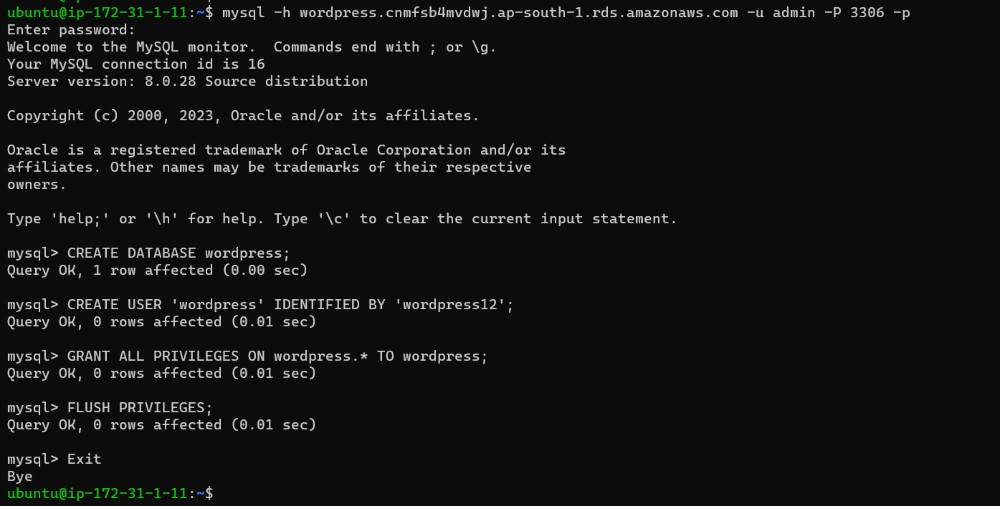 ubuntu@ip-172-31-1-11:~$ mysql -h wordpress.cnmfsb4mvdwj.ap-south-1.rds.amazonaws.com -u admin -P 3306 -p
Enter password:
Welcome to the MySQL monitor.  Commands end with ; or \g.
Your MySQL connection id is 16
Server version: 8.0.28 Source distribution
Copyright (c) 2000, 2023, Oracle and/or its affiliates.
Oracle is a registered trademark of Oracle Corporation and/or its
affiliates. Other names may be trademarks of their respective
owners.
Type 'help;' or '\h' for help. Type '\c' to clear the current input statement.
mysql> CREATE DATABASE wordpress;
Query OK, 1 row affected (0.00 sec)
mysql> CREATE USER 'wordpress' IDENTIFIED BY 'wordpress12';
Query OK, 0 rows affected (0.01 sec)
mysql> GRANT ALL PRIVILEGES ON wordpress.* TO wordpress;
Query OK, 0 rows affected (0.01 sec)
mysql> FLUSH PRIVILEGES;
Query OK, 0 rows affected (0.01 sec)
mysql> Exit
Bye
ubuntu@ip-172-31-1-11:~$